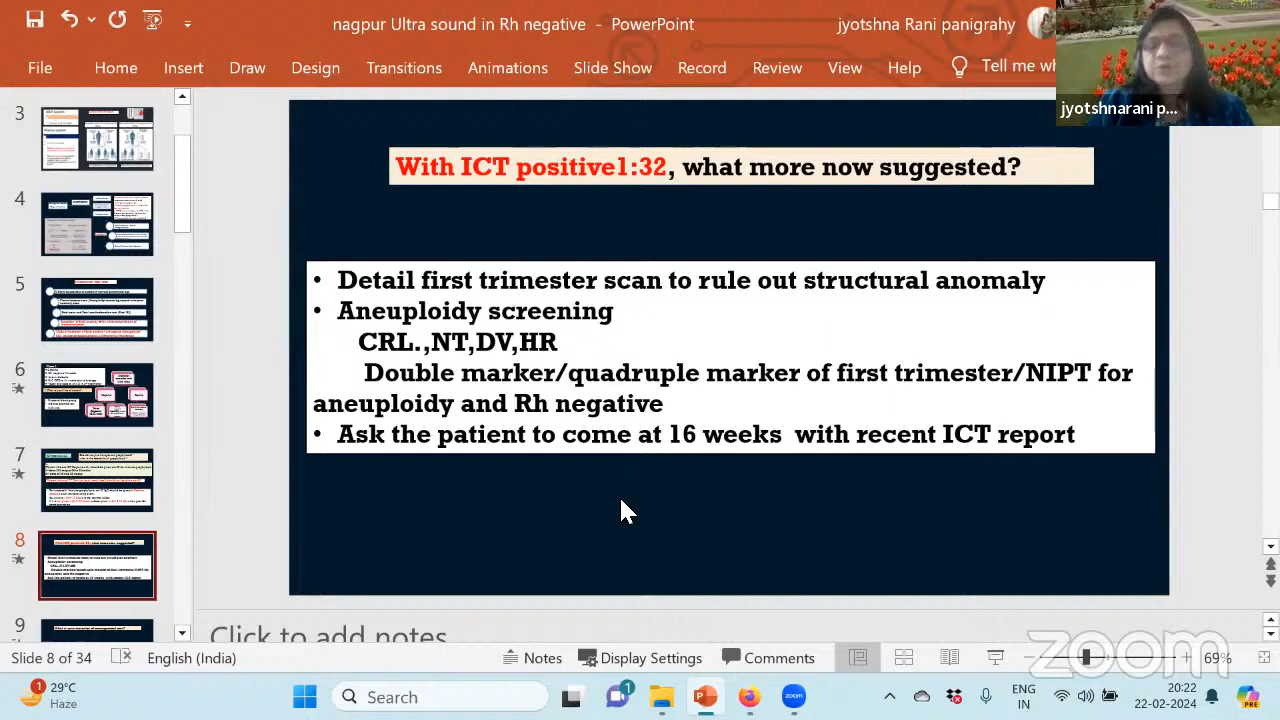 nagpur Ultra sound in Rh negative - PowerPoint
jyotshna Rani panigrahy
File Home Insert Draw Design Transitions Animations Slide Show Record Review View Help Tell me wh
jyotshnarani p...
3
4
5
6
7
8
9
With ICT positive1:32, what more now suggested?
• Detail first trimester scan to rule out structural anomaly
• Aneuploidy screening
CRL.,NT,DV,HR
Double marker/quadruple marker of first trimester/NIPT for
aneuploidy and Rh negative
• Ask the patient to come at 16 weeks with recent ICT report
Click to add notes
zoom
Slide 8 of 34 English (India) Notes Display Settings Comments 69%
1 29°C
Haze
Search
1
zoom
ENG
IN
20:22
22-02-2024
PRE